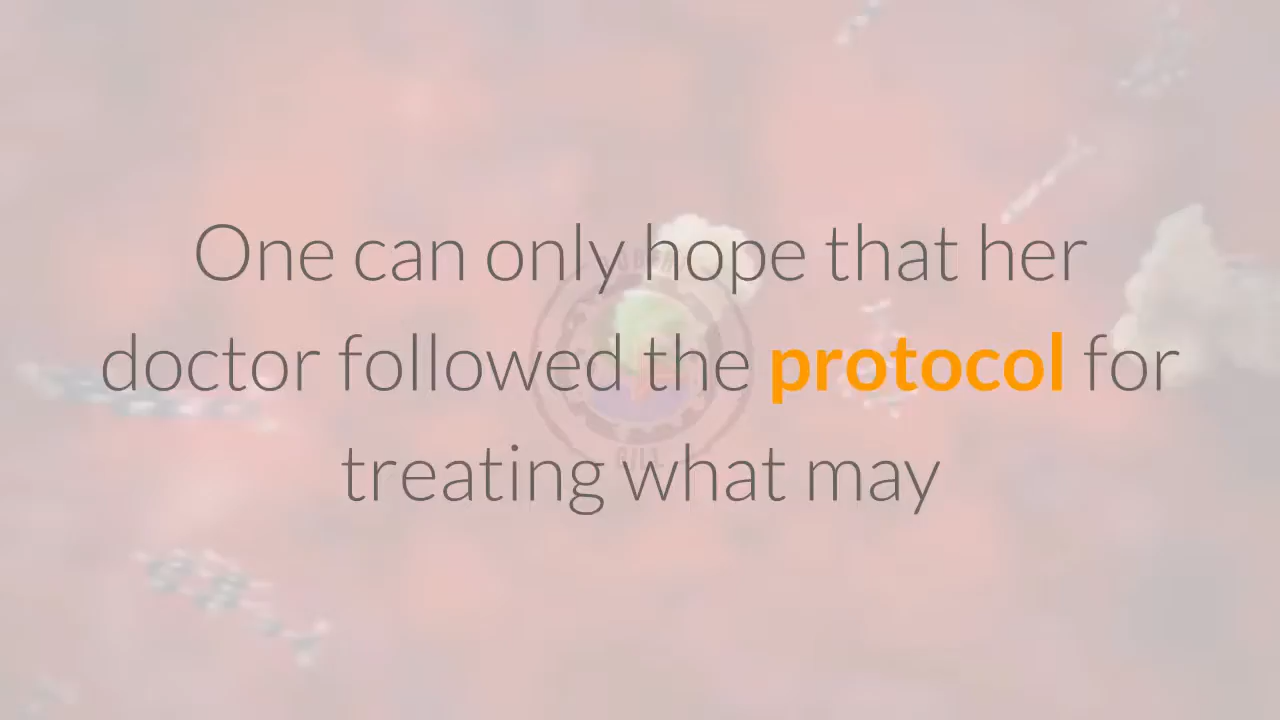 One can only hope that her
doctor followed the protocol for
treating what may